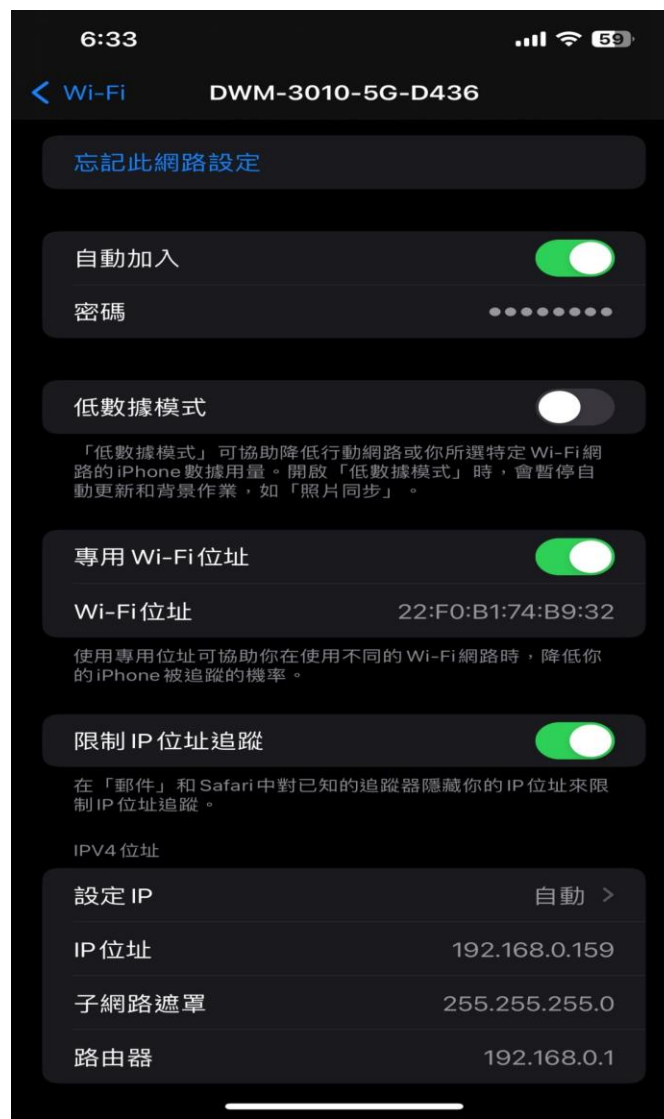 6:33
59
Wi-Fi
DWM-3010-5G-D436
忘記此網路設定
自動加入
密碼
●●●●●●●●
低數據模式
「低數據模式」可協助降低行動網路或你所選特定 Wi-Fi 網
路的 iPhone 數據用量。開啟「低數據模式」時,會暫停自
動更新和背景作業,如「照片同步」。
專用 Wi-Fi 位址
Wi-Fi 位址
22:F0:B1:74:B9:32
使用專用位址可協助你在使用不同的 Wi-Fi 網路時,降低你
的 iPhone 被追蹤的機率。
限制 IP 位址追蹤
在「郵件」和 Safari 中對已知的追蹤器隱藏你的 IP 位址來限
制 IP 位址追蹤。
IPV4 位址
設定 IP
自動
IP 位址
192.168.0.159
子網路遮罩
255.255.255.0
路由器
192.168.0.1